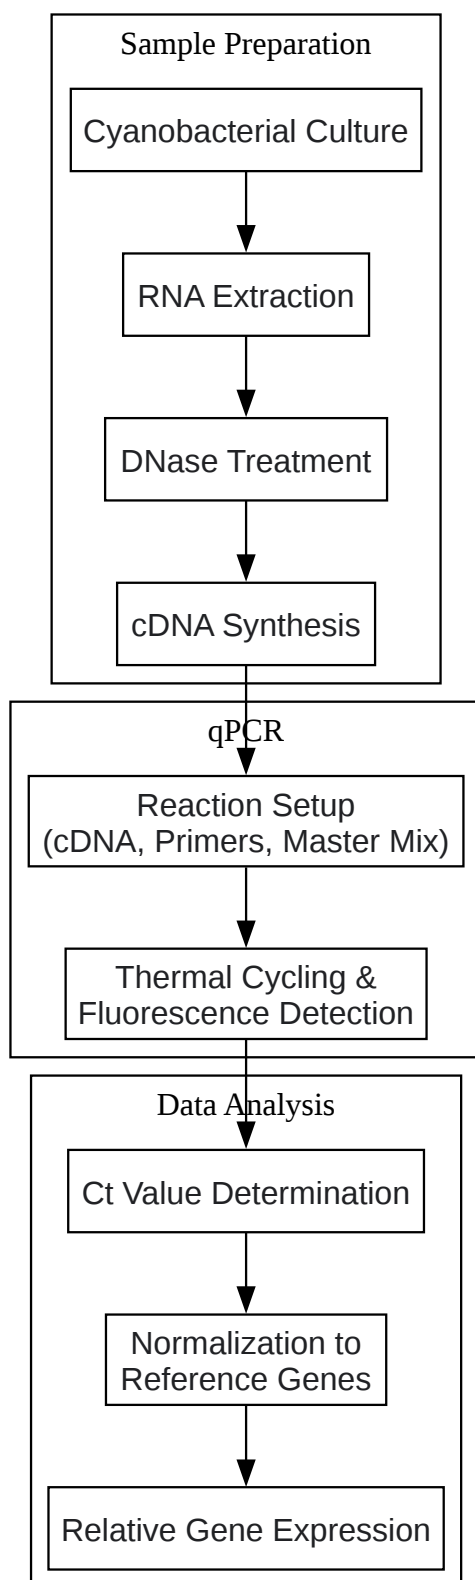 Sample Preparation
Cyanobacterial Culture
RNA Extraction
DNase Treatment
cDNA Synthesis
qPCR
Reaction Setup
(cDNA, Primers, Master Mix)
Thermal Cycling &
Fluorescence Detection
Data Analysis
Ct Value Determination
Normalization to
Reference Genes
Relative Gene Expression